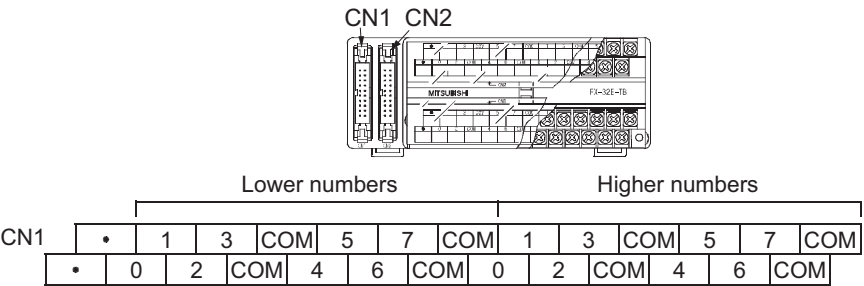 CN1 CN2
MITSUBISHI
FX-32E-TB
Lower numbers Higher numbers
CN1 • 1 3 COM 5 7 COM 1 3 COM 5 7 COM
• 0 2 COM 4 6 COM 0 2 COM 4 6 COM